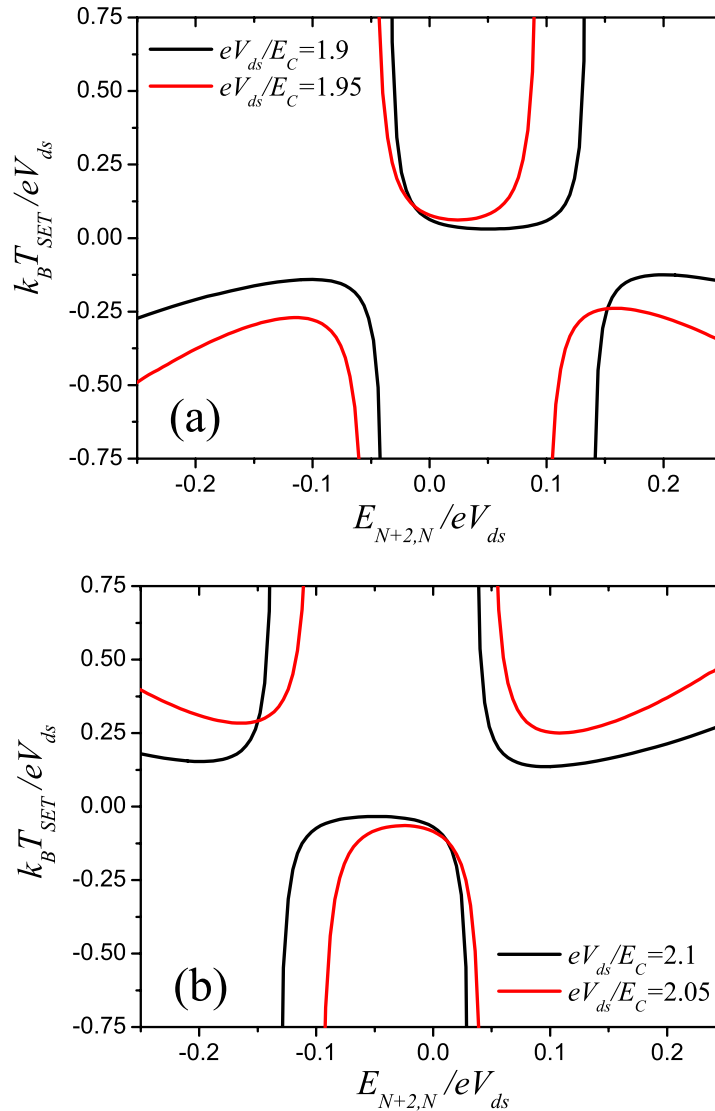 0.75
0.50
0.25
0.00
-0.25
-0.50
-0.75
k_B T_SET/eV_ds
eV_ds/E_C=1.9
eV_ds/E_C=1.95
(a)
-0.2 -0.1 0.0 0.1 0.2
E_N+2,N/eV_ds
0.75
0.50
0.25
0.00
-0.25
-0.50
-0.75
k_B T_SET/eV_ds
(b)
eV_ds/E_C=2.1
eV_ds/E_C=2.05
-0.2 -0.1 0.0 0.1 0.2
E_N+2,N/eV_ds